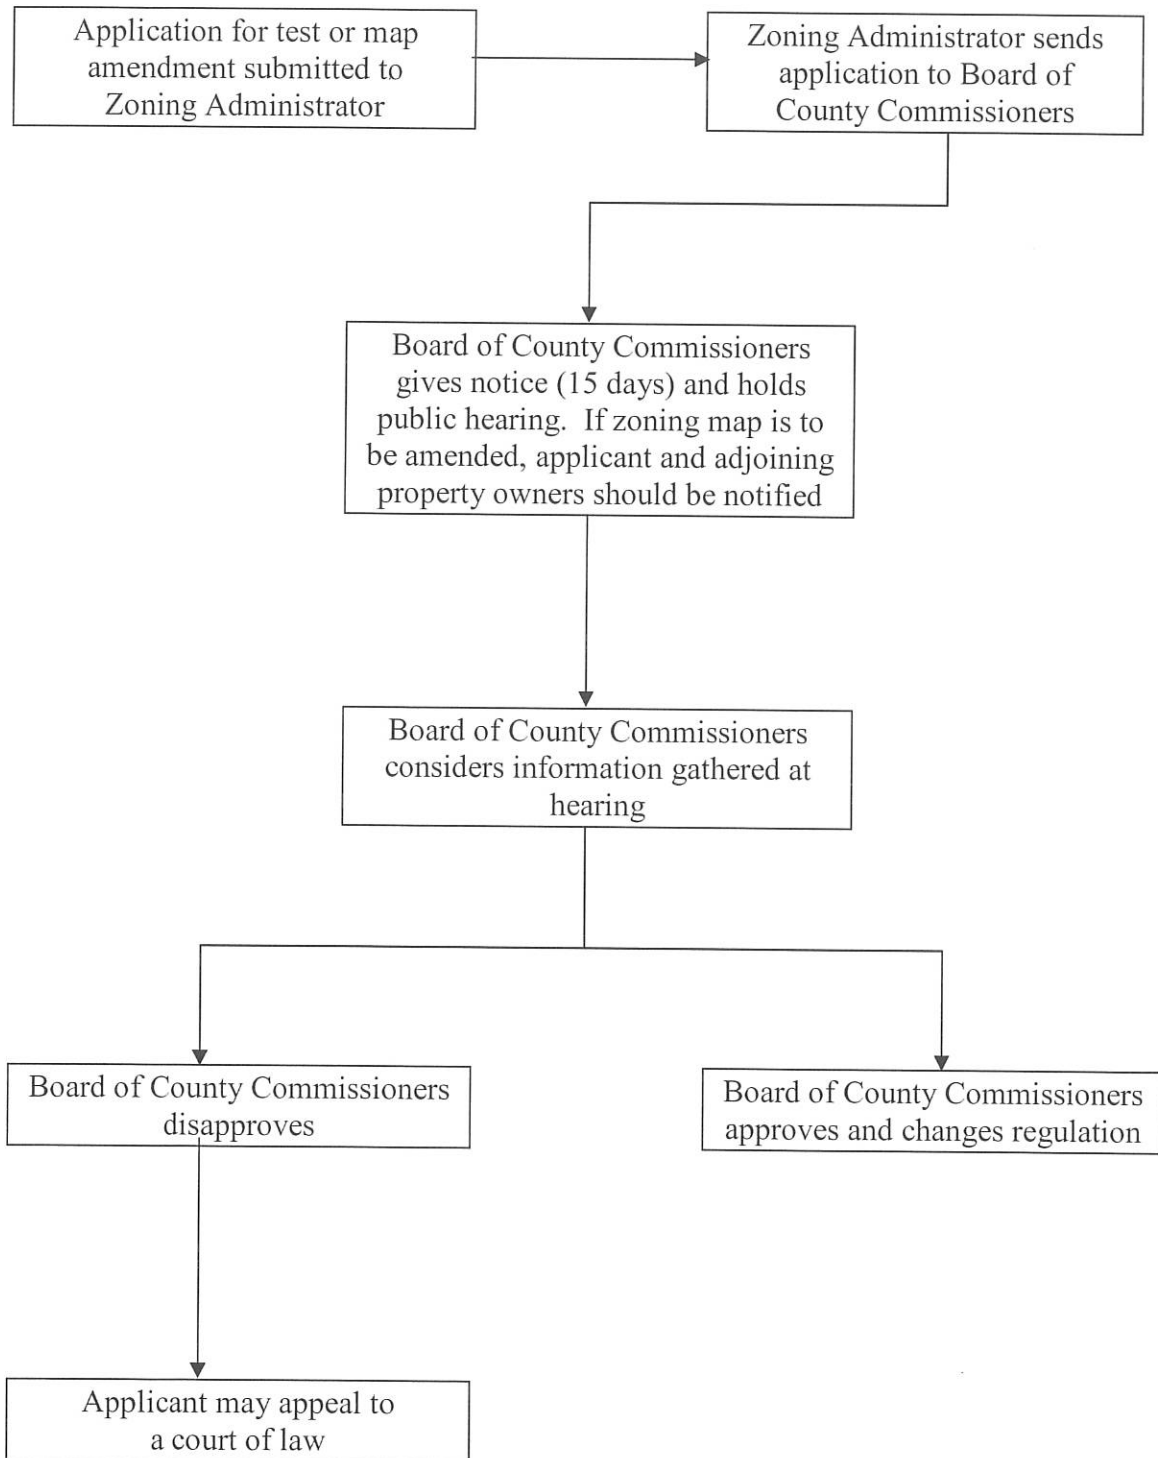 Application for test or map
amendment submitted to
Zoning Administrator
Zoning Administrator sends
application to Board of
County Commissioners
Board of County Commissioners
gives notice (15 days) and holds
public hearing. If zoning map is to
be amended, applicant and adjoining
property owners should be notified
Board of County Commissioners
considers information gathered at
hearing
Board of County Commissioners
disapproves
Board of County Commissioners
approves and changes regulation
Applicant may appeal to
a court of law